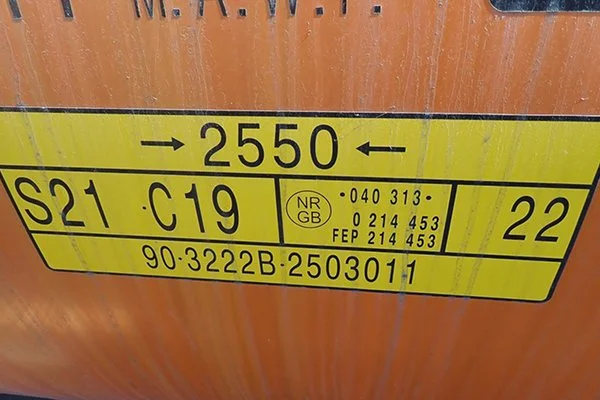 M.A.W.P.
→ 2550 ←
S21 ·C19
NR
GB
·040 313·
0 214 453
FEP 214 453
22
90·3222B·2503011